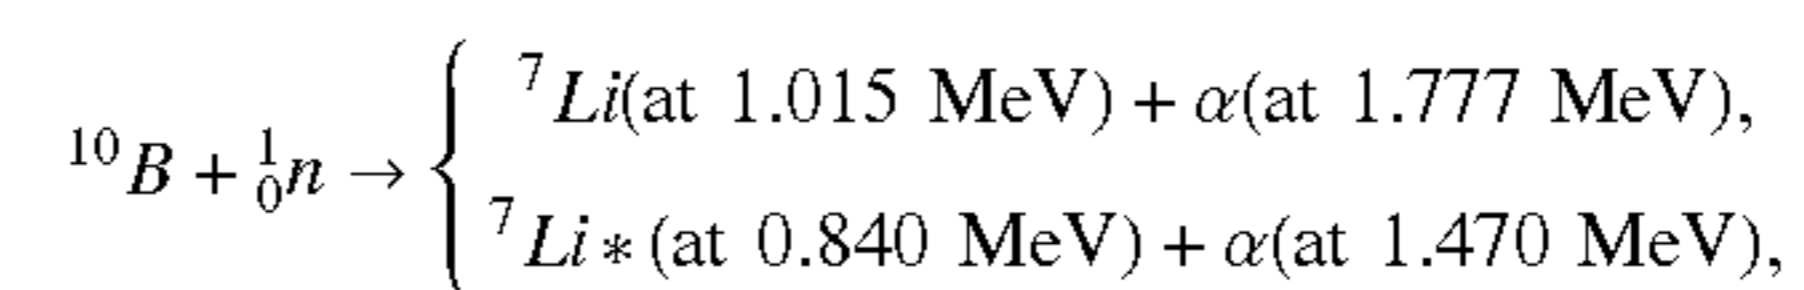 ⁷Li(at 1.015 MeV) + α(at 1.777 MeV),
¹⁰B + ¹₀n → {
⁷Li * (at 0.840 MeV) + α(at 1.470 MeV),